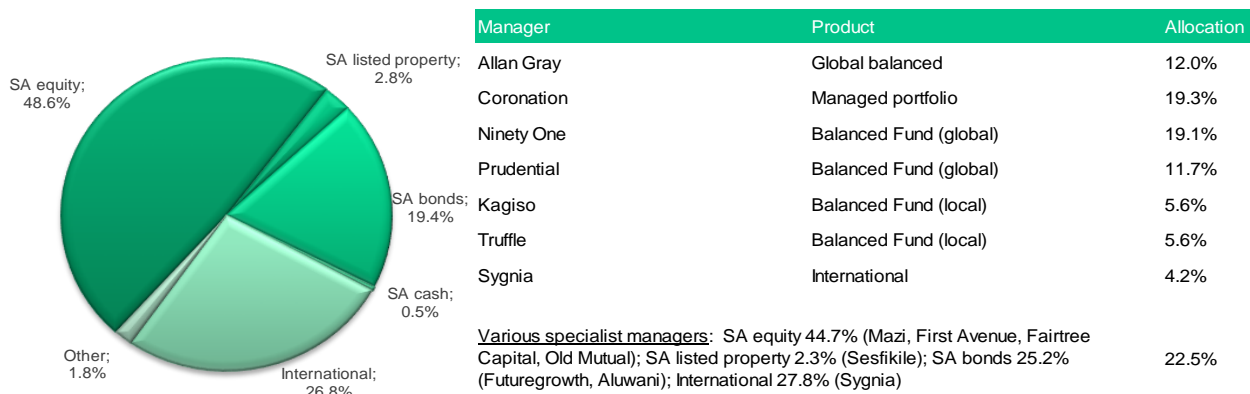 SA equity;
48.6%
SA listed property;
2.8%
SA bonds;
19.4%
SA cash;
0.5%
International;
26.8%
Other;
1.8%
Manager Product Allocation
Allan Gray Global balanced 12.0%
Coronation Managed portfolio 19.3%
Ninety One Balanced Fund (global) 19.1%
Prudential Balanced Fund (global) 11.7%
Kagiso Balanced Fund (local) 5.6%
Truffle Balanced Fund (local) 5.6%
Sygnia International 4.2%
Various specialist managers: SA equity 44.7% (Mazi, First Avenue, Fairtree
Capital, Old Mutual); SA listed property 2.3% (Sesfikile); SA bonds 25.2% 22.5%
(Futuregrowth, Aluwani); International 27.8% (Sygnia)